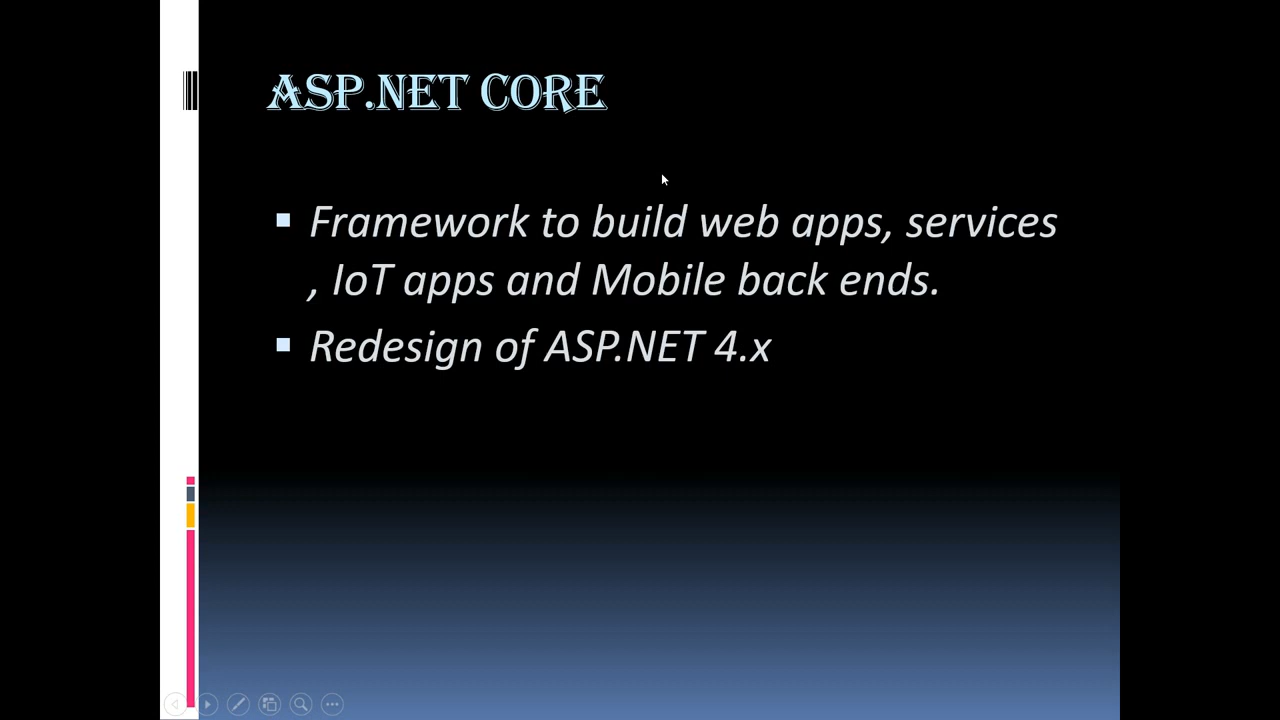 ASP.NET CORE
Framework to build web apps, services
, IoT apps and Mobile back ends.
Redesign of ASP.NET 4.x